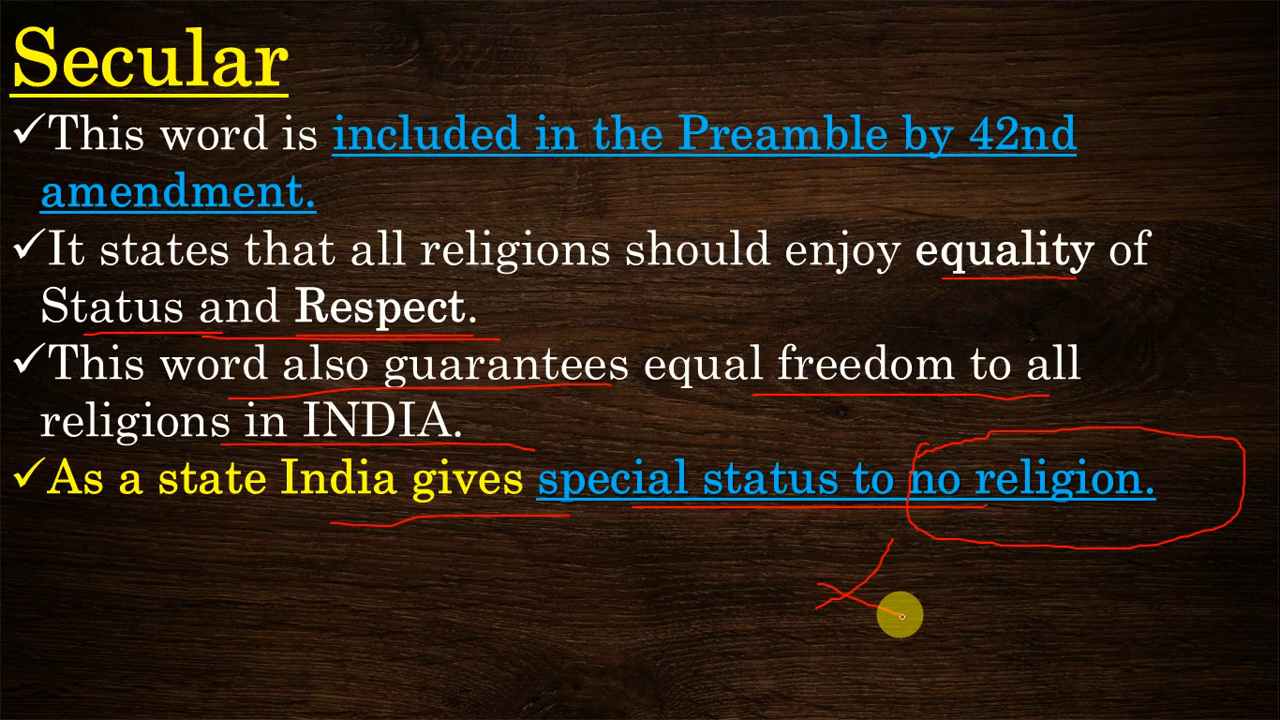 Secular
✓This word is included in the Preamble by 42nd
amendment.
✓It states that all religions should enjoy equality of
Status and Respect.
✓This word also guarantees equal freedom to all
religions in INDIA.
✓As a state India gives special status to no religion.